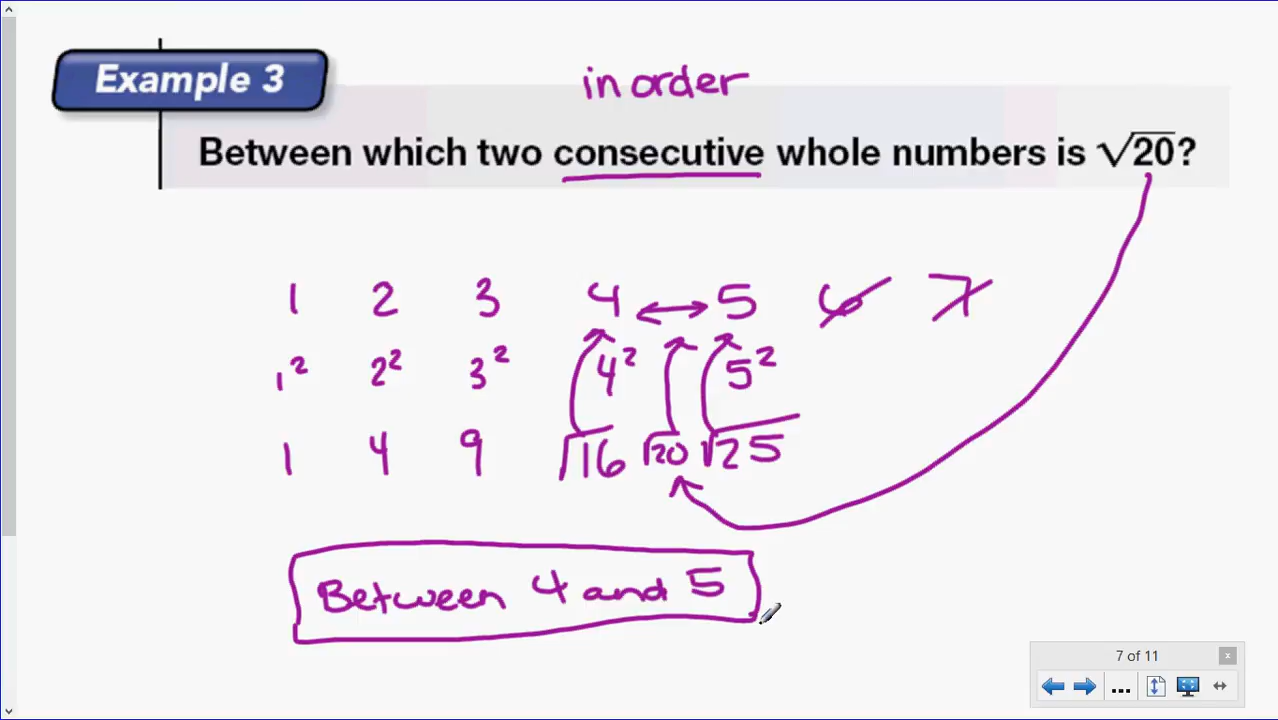 Example 3
in order
Between which two consecutive whole numbers is √20?
1 2 3 4 ↔ 5 6 7
1² 2² 3² 4² 5²
1 4 9 √16 √20 √25
Between 4 and 5
7 of 11